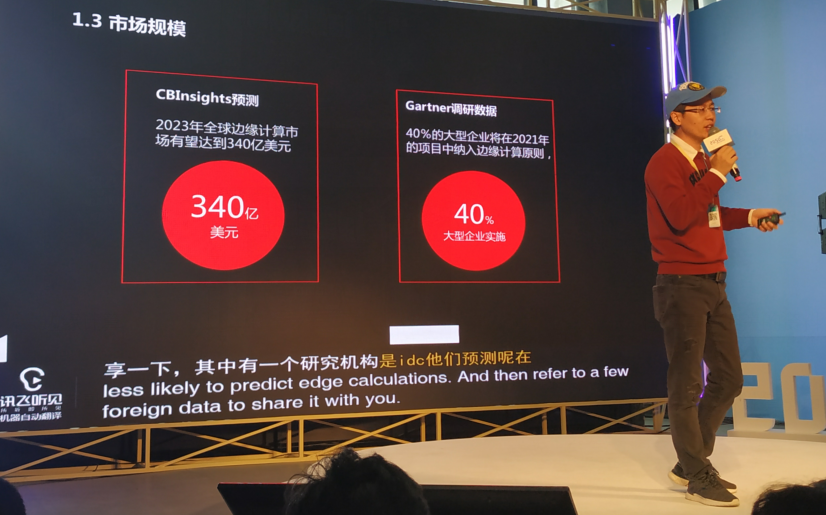 1.3 市场规模
CBInsights预测
2023年全球边缘计算市
场有望达到340亿美元
340亿
美元
Gartner调研数据
40%的大型企业将在2021年
的项目中纳入边缘计算原则，
40%
大型企业实施
享一下，其中有一个研究机构是idc他们预测呢在
less likely to predict edge calculations. And then refer to a few
foreign data to share it with you.
讯飞听见
机器自动翻译
20